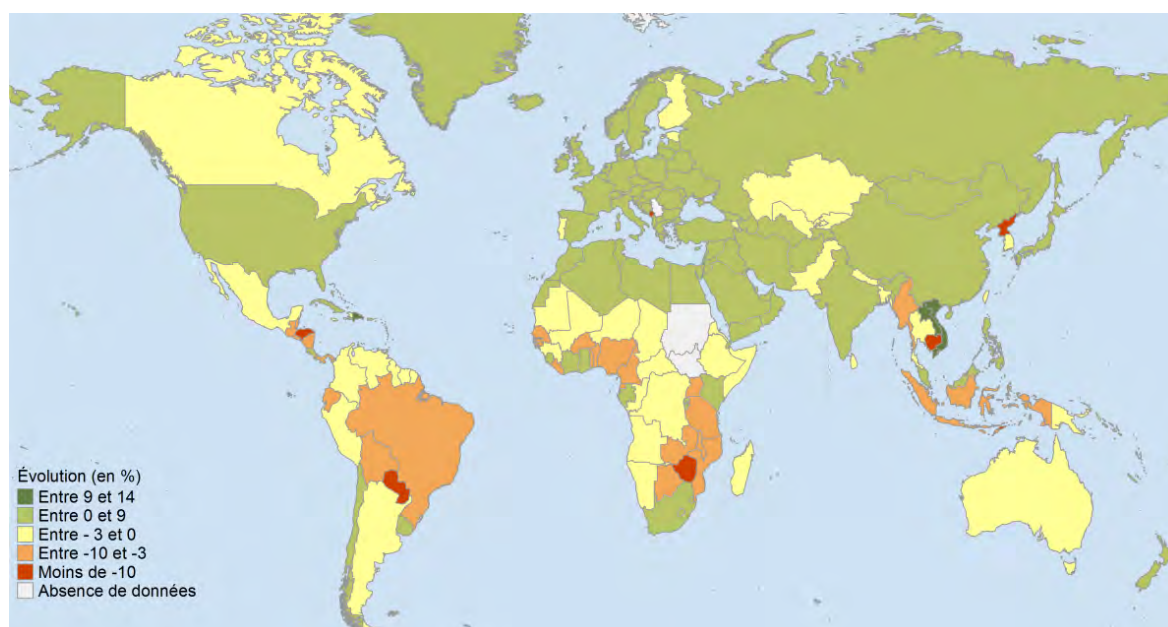 Évolution (en %)
Entre 9 et 14
Entre 0 et 9
Entre - 3 et 0
Entre -10 et -3
Moins de -10
Absence de données